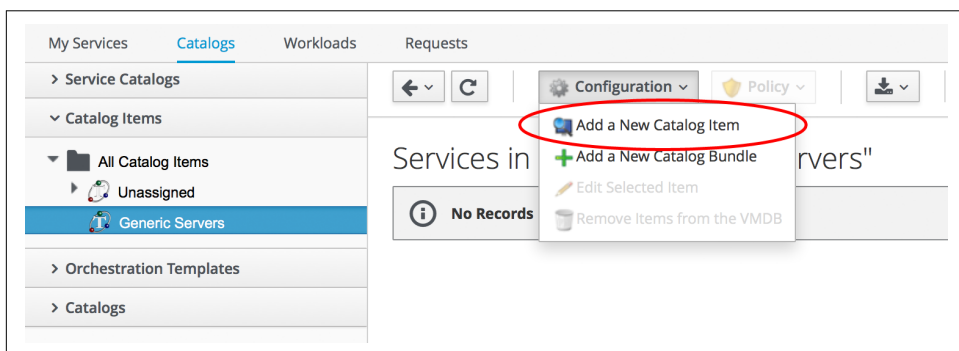 My Services Catalogs Workloads Requests
Service Catalogs
Configuration Policy
Catalog Items
Add a New Catalog Item
All Catalog Items
Services in rvers"
Add a New Catalog Bundle
Unassigned
Edit Selected Item
Generic Servers
No Records
Remove Items from the VMDB
Orchestration Templates
Catalogs